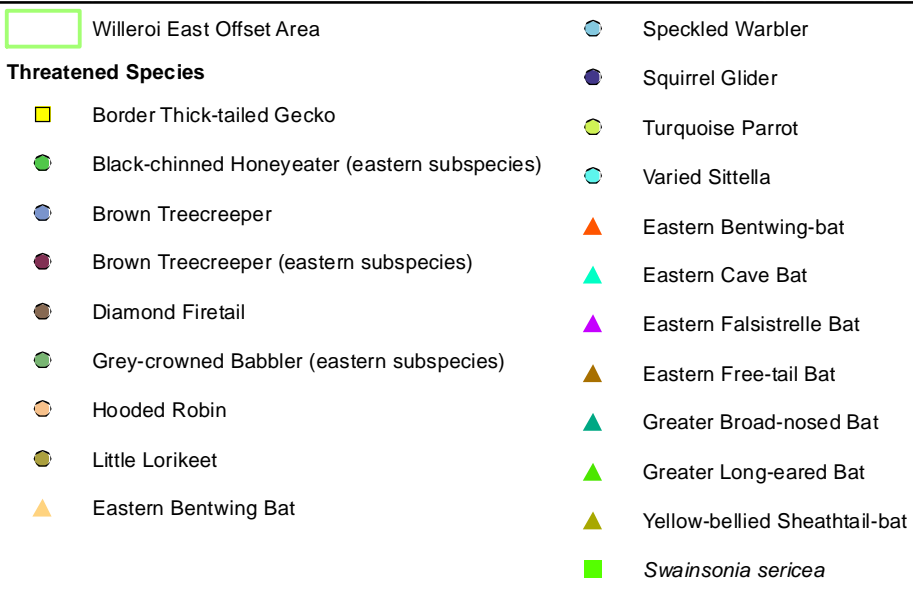 Willeroi East Offset Area
Threatened Species
Border Thick-tailed Gecko
Black-chinned Honeyeater (eastern subspecies)
Brown Treecreeper
Brown Treecreeper (eastern subspecies)
Diamond Firetail
Grey-crowned Babbler (eastern subspecies)
Hooded Robin
Little Lorikeet
Eastern Bentwing Bat
Speckled Warbler
Squirrel Glider
Turquoise Parrot
Varied Sittella
Eastern Bentwing-bat
Eastern Cave Bat
Eastern Falsistrelle Bat
Eastern Free-tail Bat
Greater Broad-nosed Bat
Greater Long-eared Bat
Yellow-bellied Sheathtail-bat
Swainsonia sericea